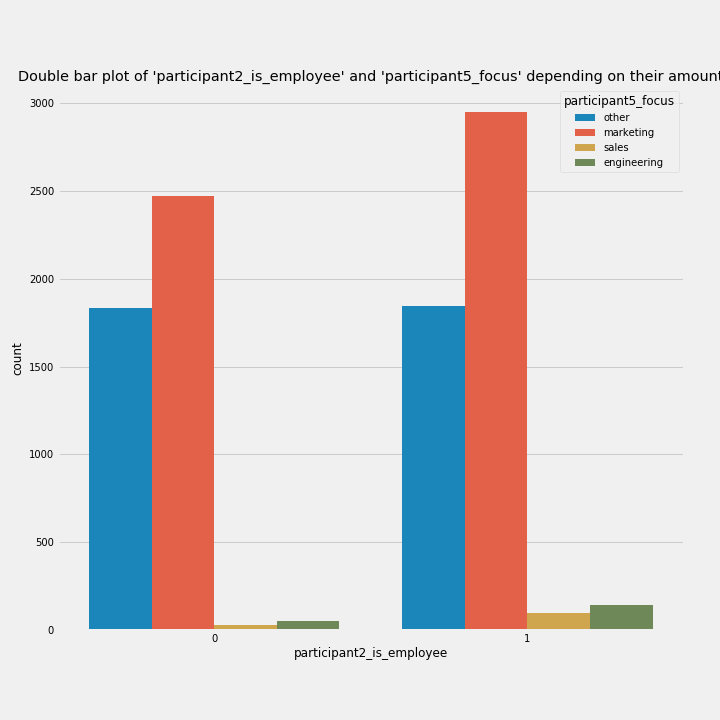 Double bar plot of 'participant2_is_employee' and 'participant5_focus' depending on their amount
participant5_focus
other
marketing
sales
engineering
3000
2500
2000
1500
1000
500
0
count
0 1
participant2_is_employee